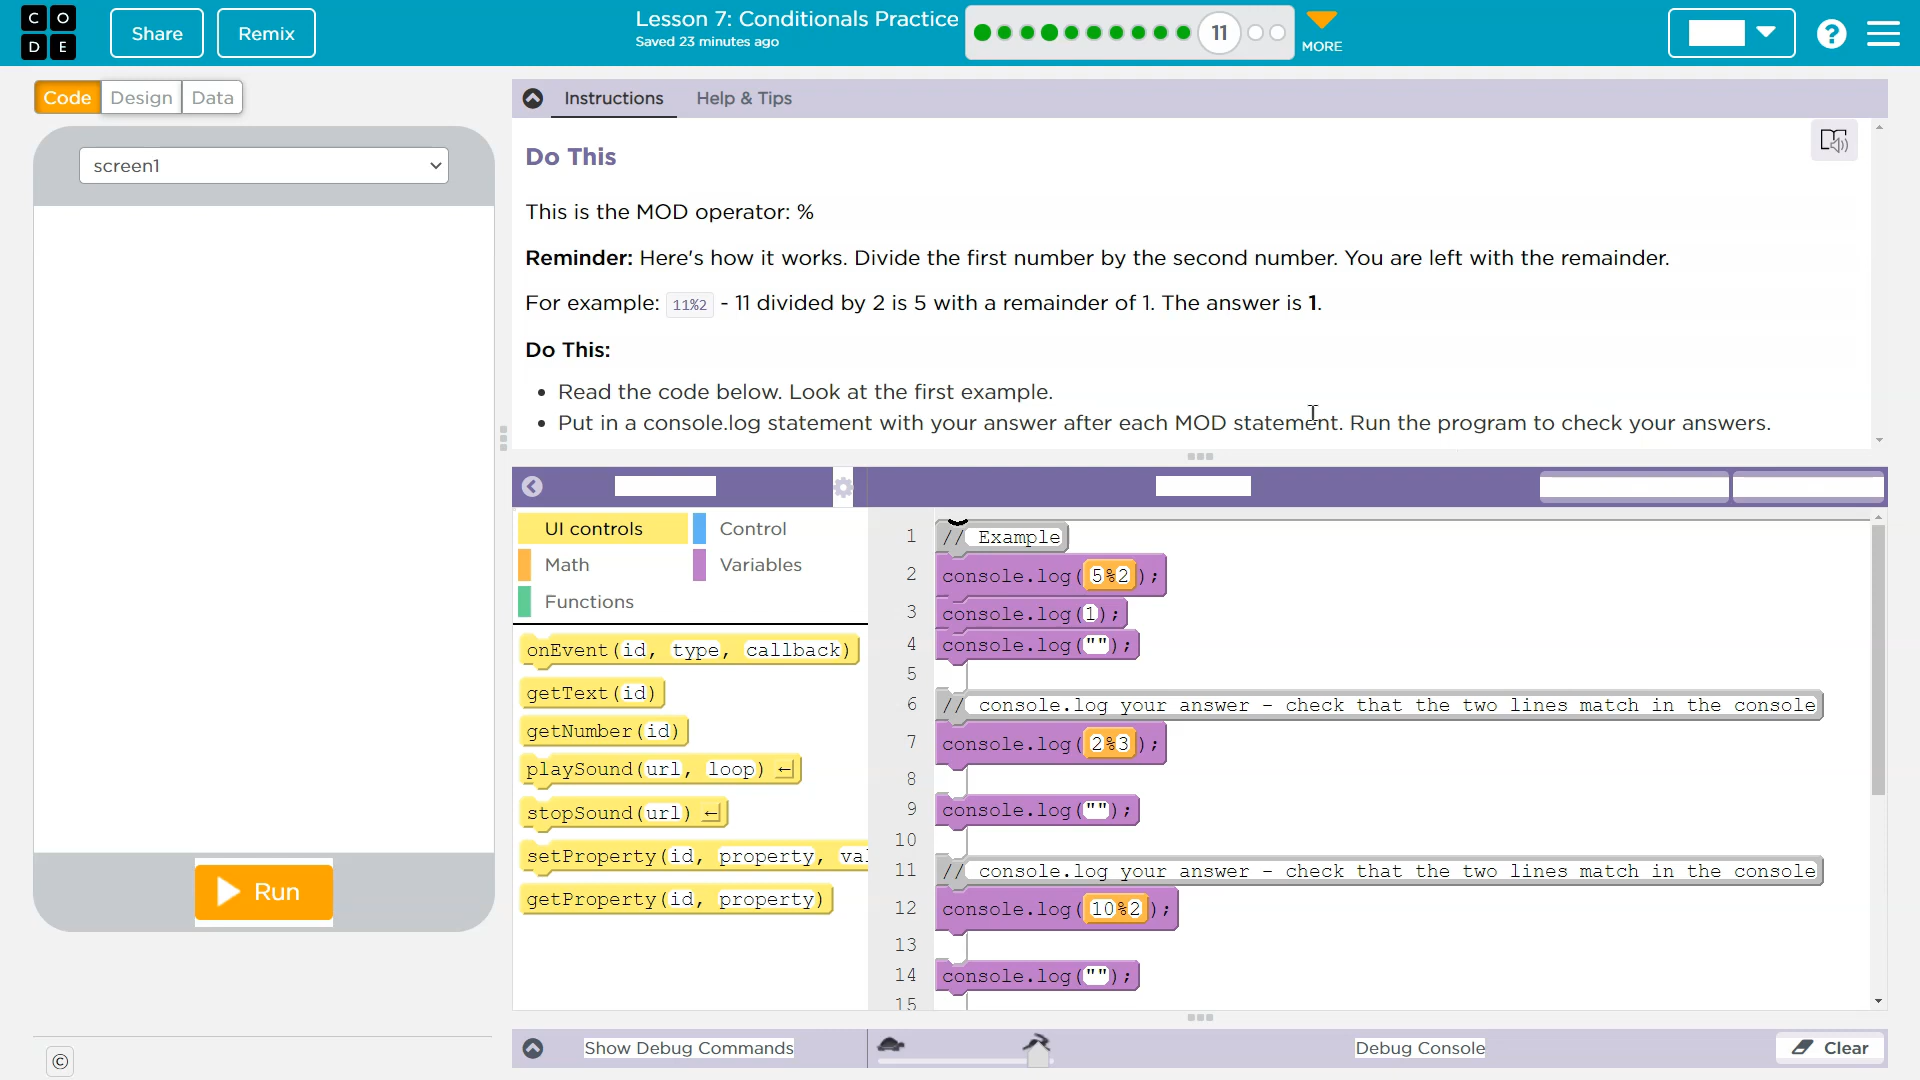 CODE
Share
Remix
Lesson 7: Conditionals Practice
Saved 23 minutes ago
11
MORE
?
Code
Design
Data
Instructions
Help & Tips
screen1
Do This
This is the MOD operator: %
Reminder: Here's how it works. Divide the first number by the second number. You are left with the remainder.
For example: 11%2 - 11 divided by 2 is 5 with a remainder of 1. The answer is 1.
Do This:
• Read the code below. Look at the first example.
• Put in a console.log statement with your answer after each MOD statement. Run the program to check your answers.
UI controls
Control
Math
Variables
Functions
onEvent(id, type, callback)
getText(id)
getNumber(id)
playSound(url, loop) ←
stopSound(url) ←
setProperty(id, property, val
getProperty(id, property)
1 // Example
2 console.log(5%2);
3 console.log(1);
4 console.log("");
5
6 // console.log your answer - check that the two lines match in the console
7 console.log(2%3);
8
9 console.log("");
10
11 // console.log your answer - check that the two lines match in the console
12 console.log(10%2);
13
14 console.log("");
15
Run
©
Show Debug Commands
Debug Console
Clear